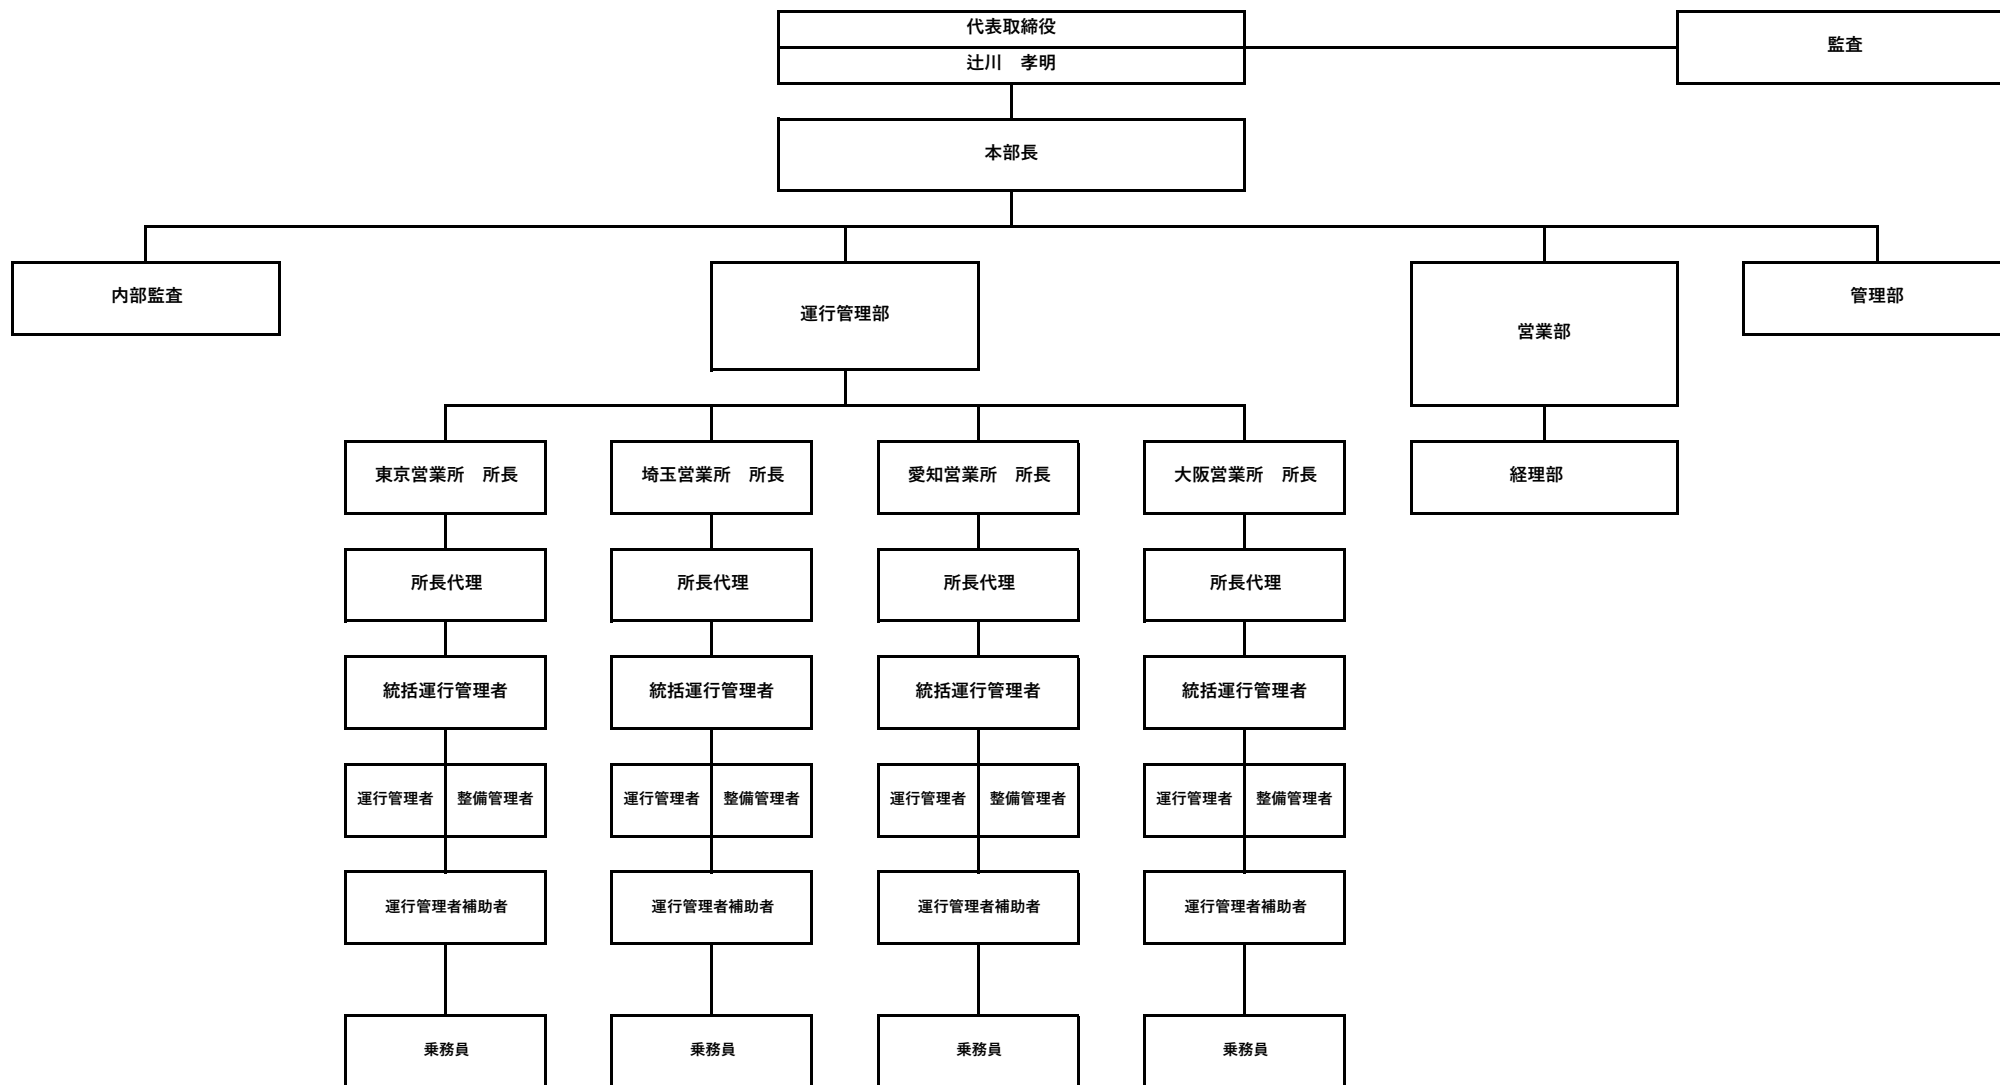 代表取締役
辻川　孝明
監査
本部長
内部監査
運行管理部
営業部
管理部
東京営業所　所長
埼玉営業所　所長
愛知営業所　所長
大阪営業所　所長
経理部
所長代理
所長代理
所長代理
所長代理
統括運行管理者
統括運行管理者
統括運行管理者
統括運行管理者
運行管理者
整備管理者
運行管理者
整備管理者
運行管理者
整備管理者
運行管理者
整備管理者
運行管理者補助者
運行管理者補助者
運行管理者補助者
運行管理者補助者
乗務員
乗務員
乗務員
乗務員